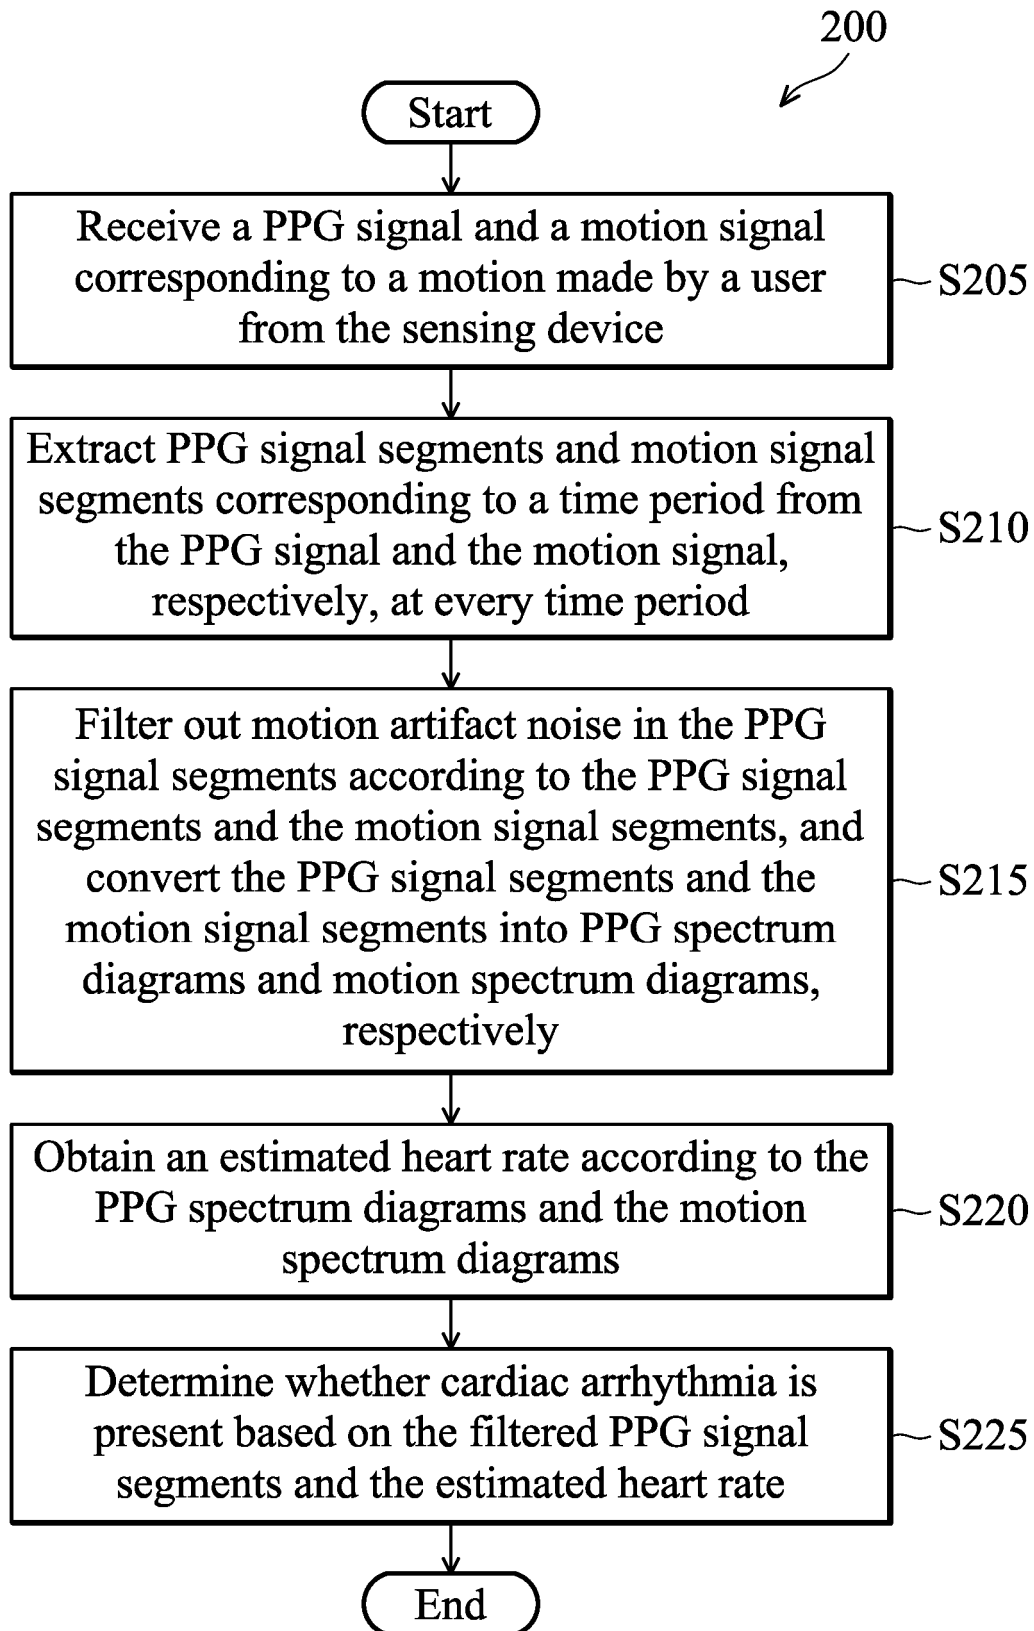 200
Start
Receive a PPG signal and a motion signal
corresponding to a motion made by a user
from the sensing device
S205
Extract PPG signal segments and motion signal
segments corresponding to a time period from
the PPG signal and the motion signal,
respectively, at every time period
S210
Filter out motion artifact noise in the PPG
signal segments according to the PPG signal
segments and the motion signal segments, and
convert the PPG signal segments and the
motion signal segments into PPG spectrum
diagrams and motion spectrum diagrams,
respectively
S215
Obtain an estimated heart rate according to the
PPG spectrum diagrams and the motion
spectrum diagrams
S220
Determine whether cardiac arrhythmia is
present based on the filtered PPG signal
segments and the estimated heart rate
S225
End